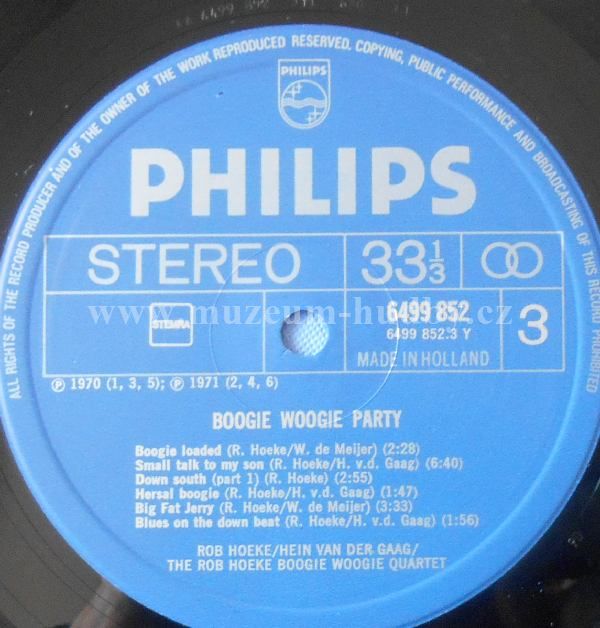 ALL RIGHTS OF THE RECORD PRODUCER AND OF THE OWNER OF THE WORK REPRODUCED RESERVED. COPYING, PUBLIC PERFORMANCE AND BROADCASTING OF THIS RECORD PROHIBITED
PHILIPS
PHILIPS
STEREO 33 1/3
STEMRA 6499 852 3
6499 852.3 Y
MADE IN HOLLAND
www.muzeum-hudby.cz
℗ 1970 (1, 3, 5); ℗ 1971 (2, 4, 6)
BOOGIE WOOGIE PARTY
Boogie loaded (R. Hoeke/W. de Meijer) (2:28)
Small talk to my son (R. Hoeke/H. v.d. Gaag) (6:40)
Down south (part 1) (R. Hoeke) (2:55)
Hersal boogie (R. Hoeke/H. v.d. Gaag) (1:47)
Big Fat Jerry (R. Hoeke/W. de Meijer) (3:33)
Blues on the down beat (R. Hoeke/H. v.d. Gaag) (1:56)
ROB HOEKE/HEIN VAN DER GAAG/
THE ROB HOEKE BOOGIE WOOGIE QUARTET